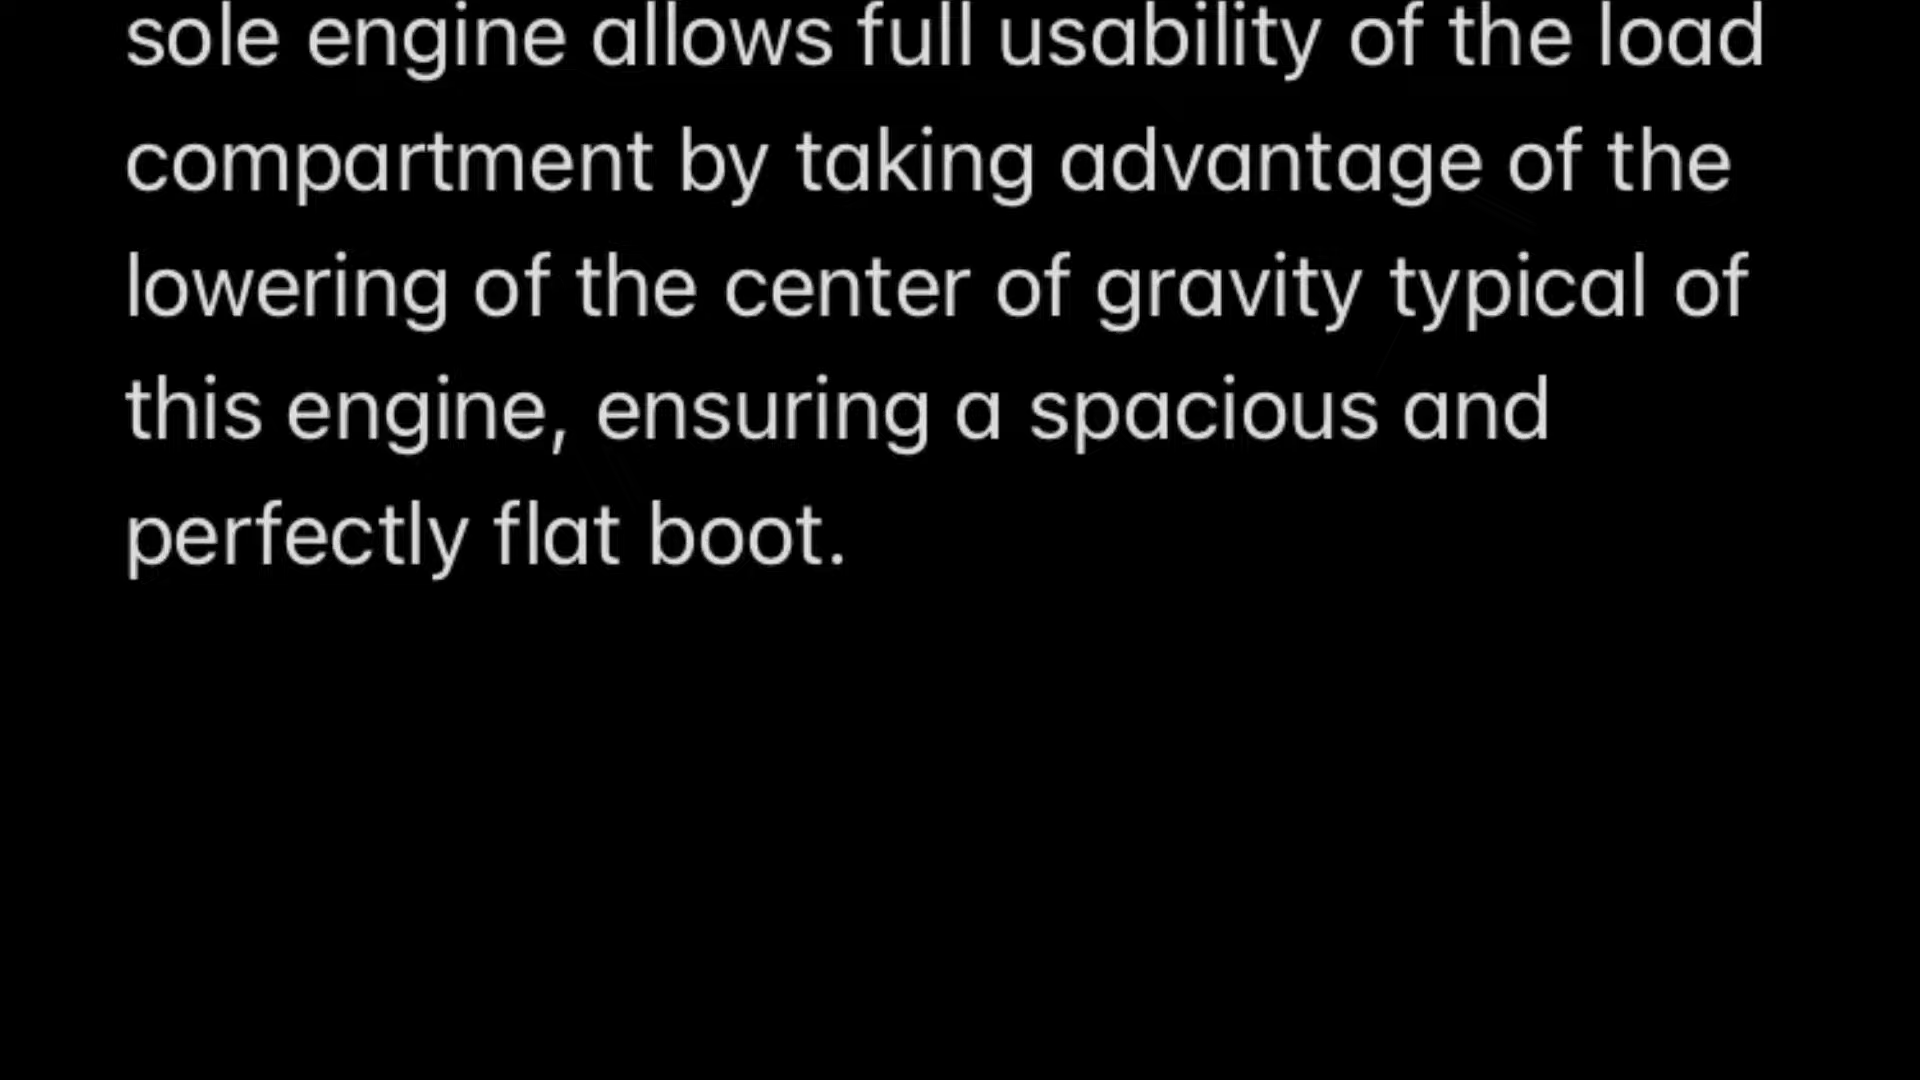 sole engine allows full usability of the load
compartment by taking advantage of the
lowering of the center of gravity typical of
this engine, ensuring a spacious and
perfectly flat boot.